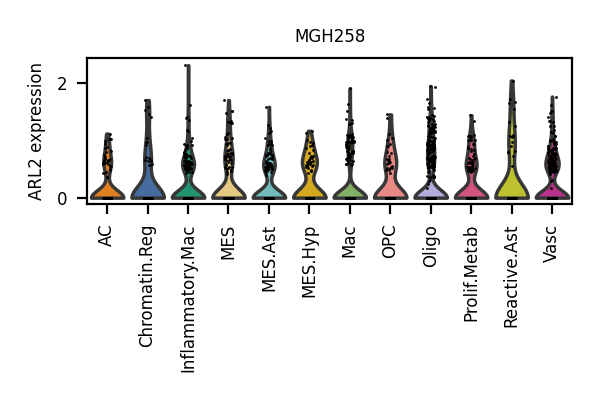 MGH258
ARL2 expression
2
0
AC
Chromatin.Reg
Inflammatory.Mac
MES
MES.Ast
MES.Hyp
Mac
OPC
Oligo
Prolif.Metab
Reactive.Ast
Vasc